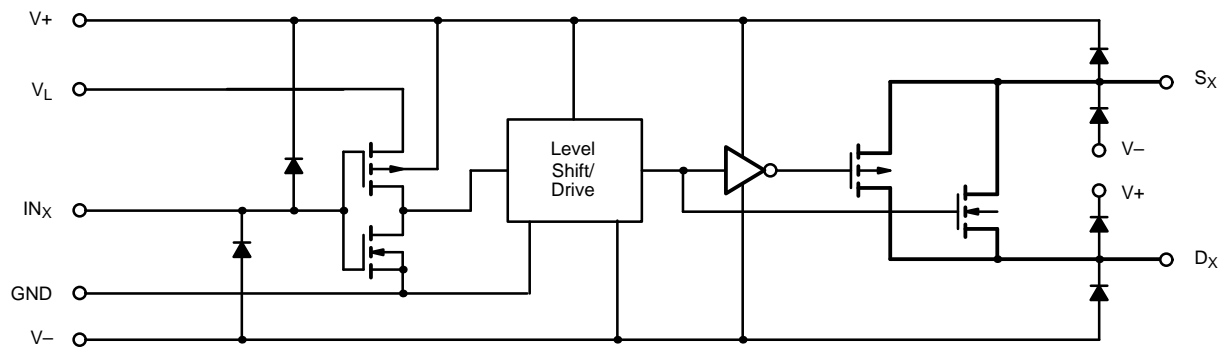 V+
VL
INX
GND
V–
Level
Shift/
Drive
SX
V–
V+
DX